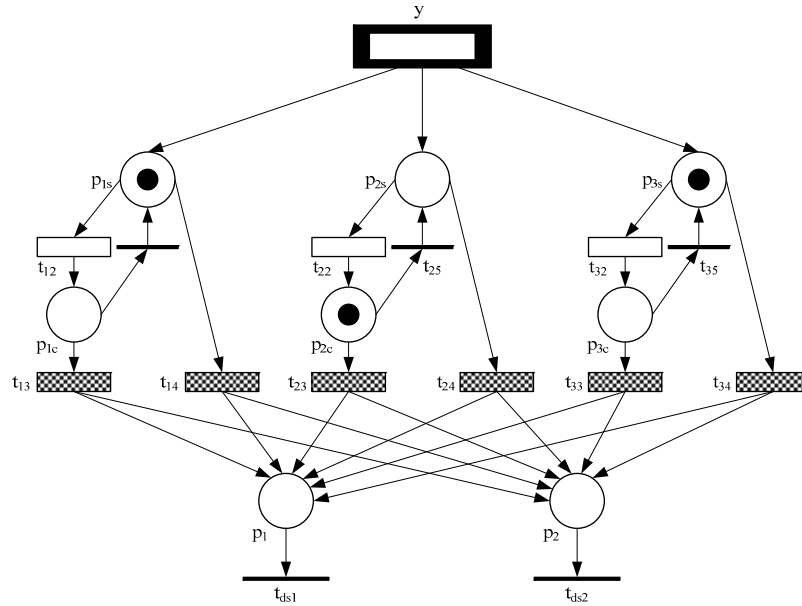 y
p1s
p2s
p3s
t12
t22
t25
t32
t35
p1c
p2c
p3c
t13
t14
t23
t24
t33
t34
p1
p2
tds1
tds2